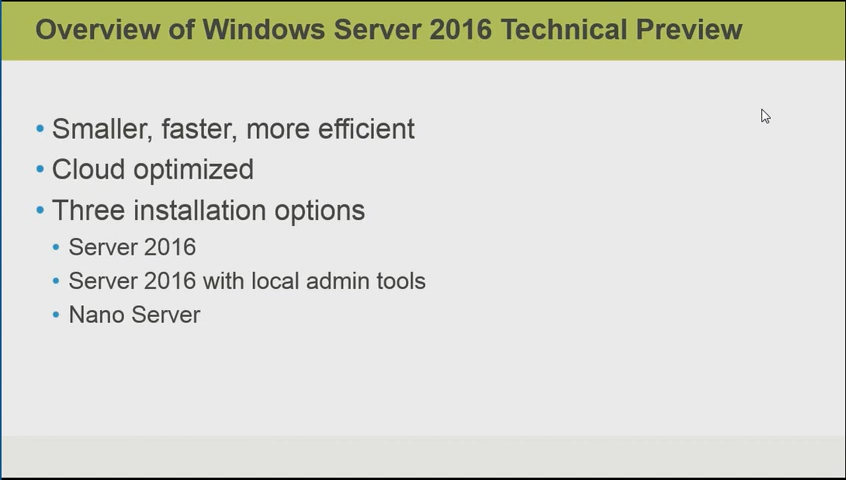 Overview of Windows Server 2016 Technical Preview
• Smaller, faster, more efficient
• Cloud optimized
• Three installation options
• Server 2016
• Server 2016 with local admin tools
• Nano Server